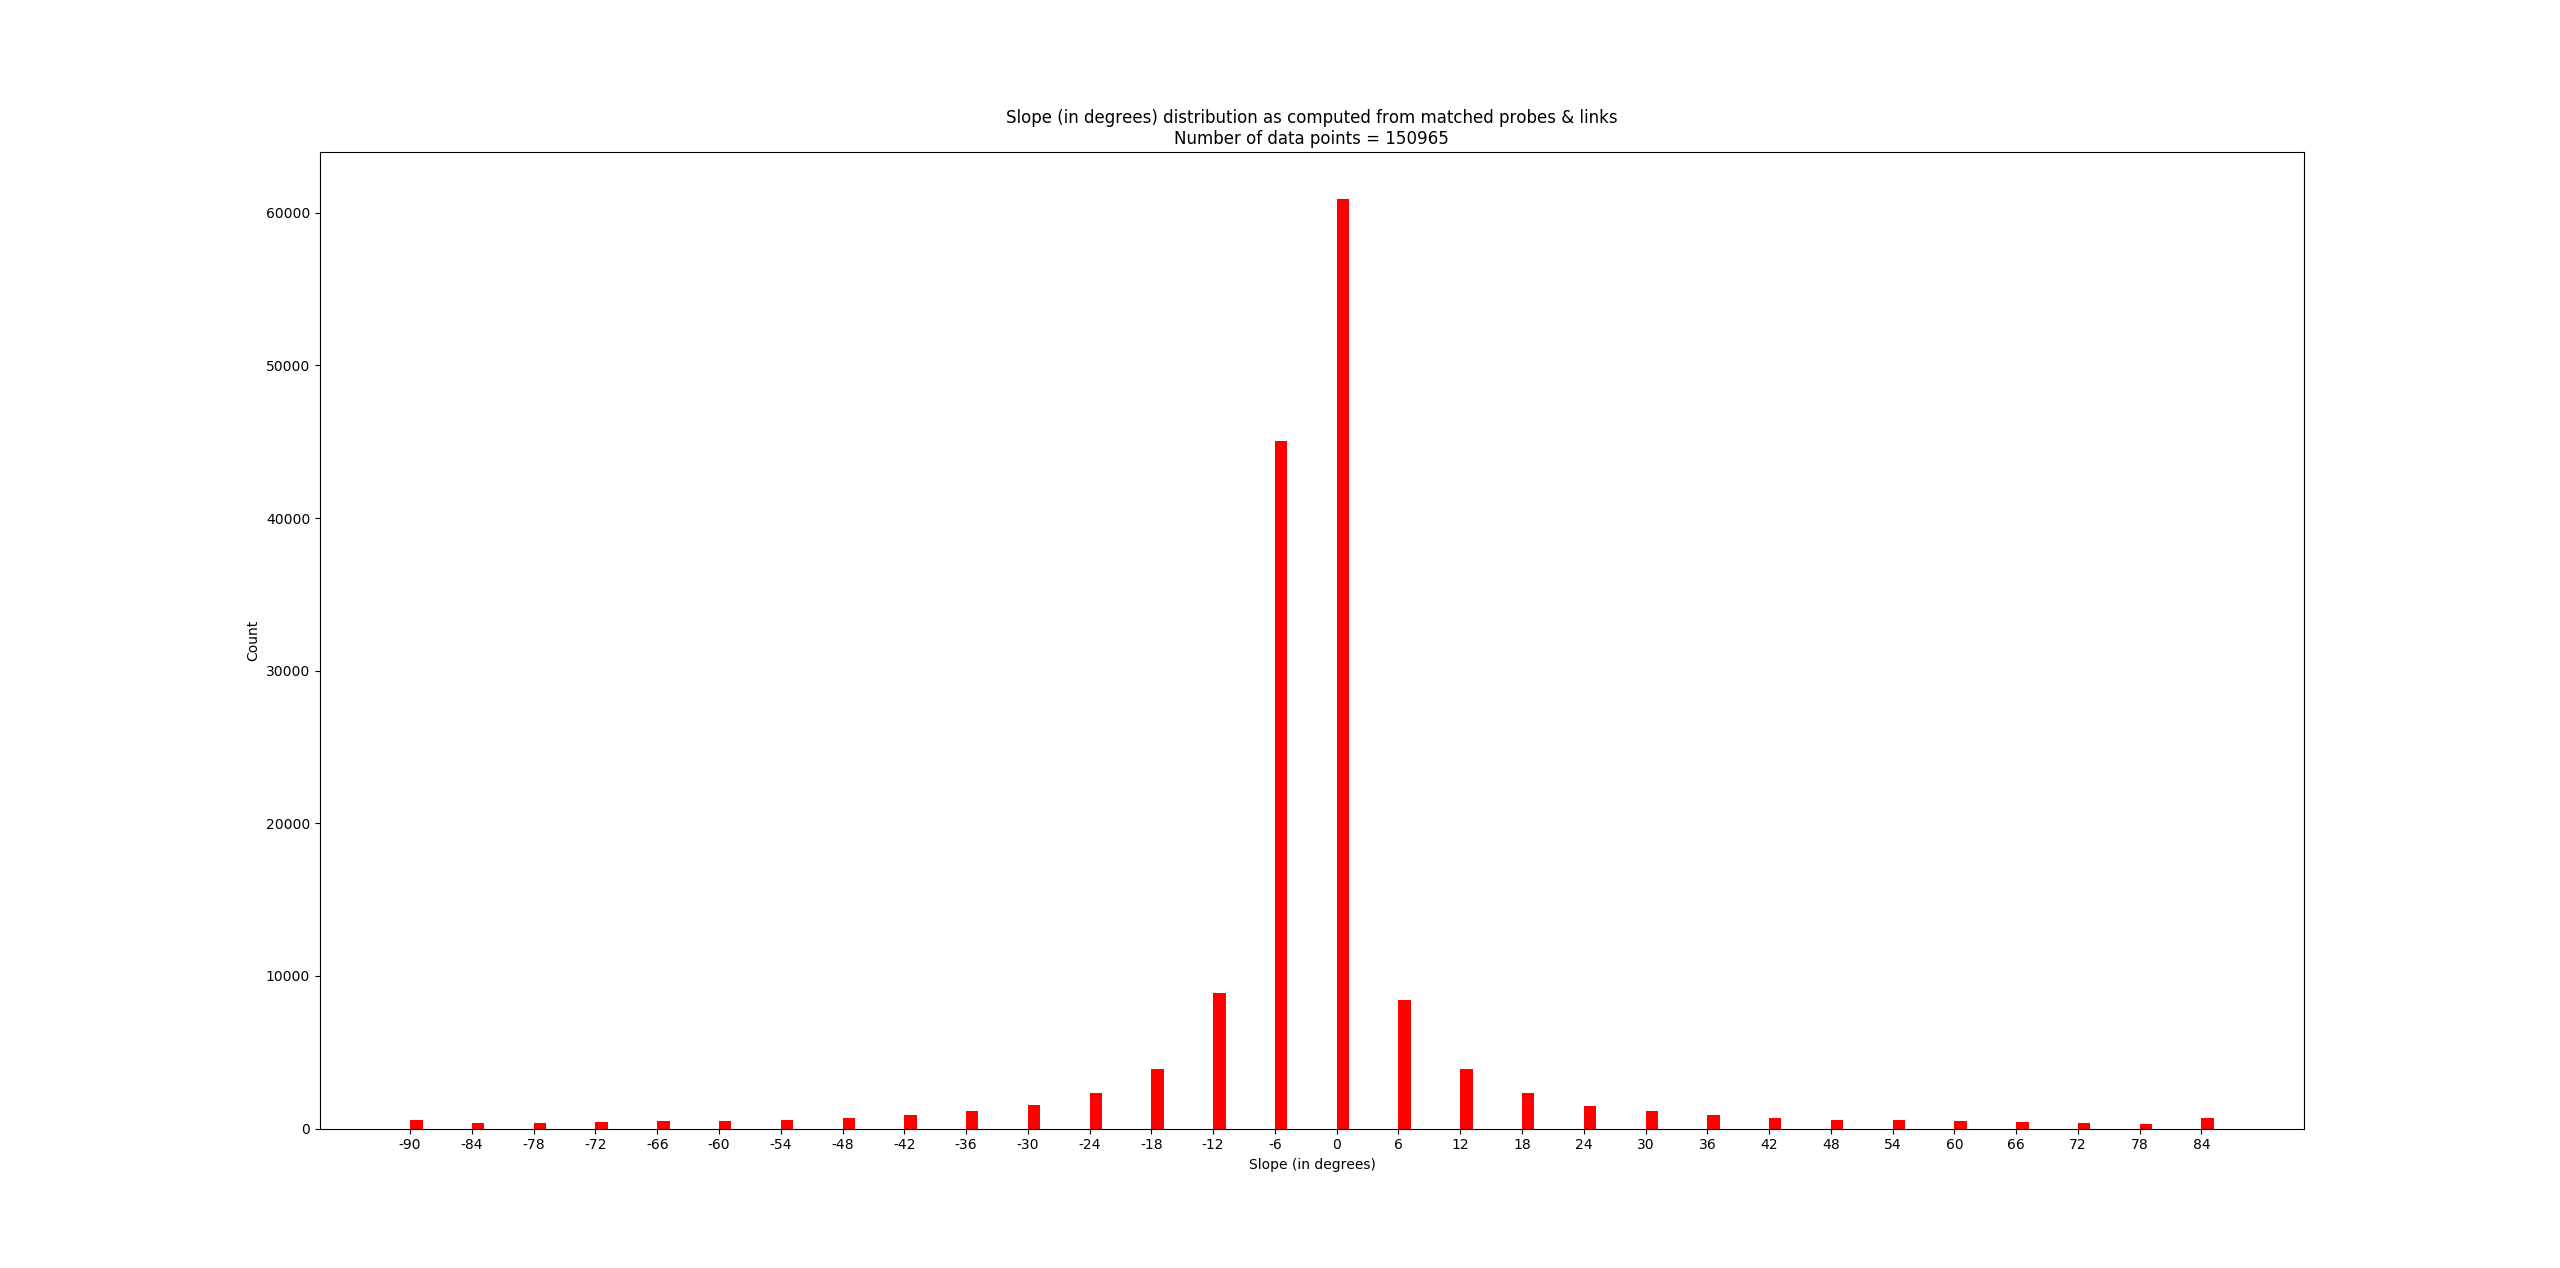 Slope (in degrees) distribution as computed from matched probes & links
Number of data points = 150965
60000
50000
40000
30000
20000
10000
0
Count
-90 -84 -78 -72 -66 -60 -54 -48 -42 -36 -30 -24 -18 -12 -6 0 6 12 18 24 30 36 42 48 54 60 66 72 78 84
Slope (in degrees)